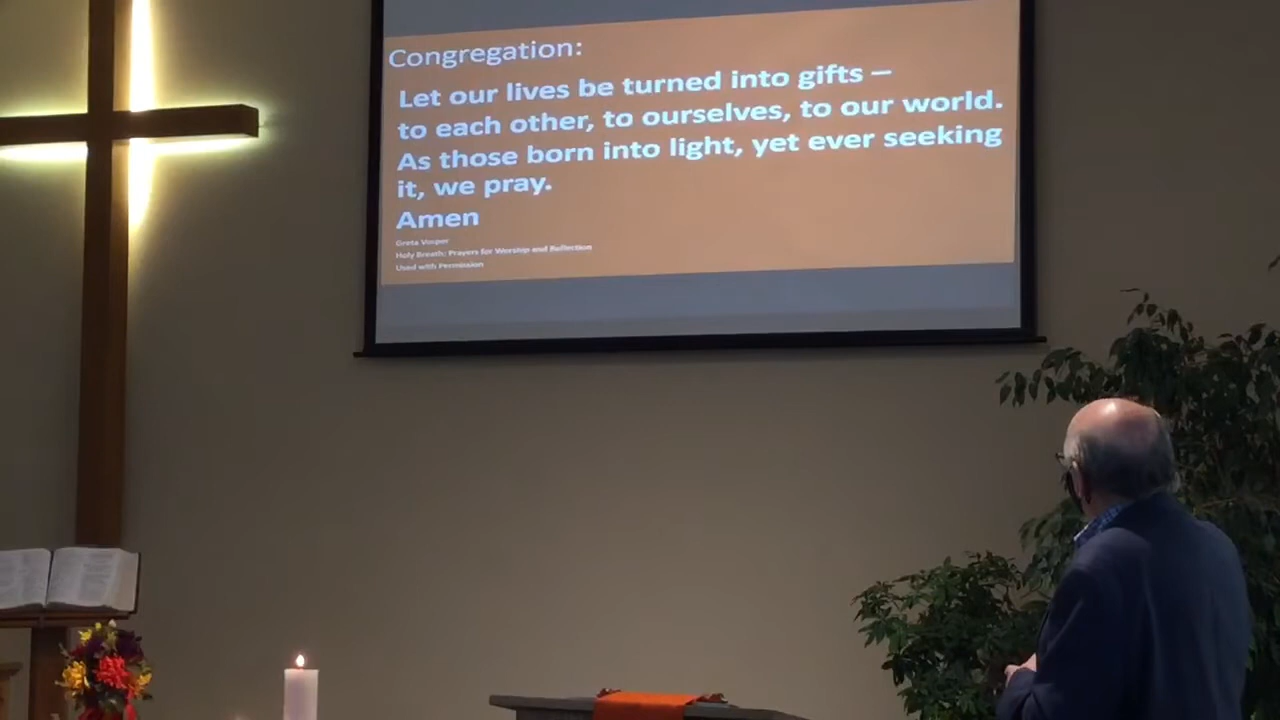 Congregation:
Let our lives be turned into gifts –
to each other, to ourselves, to our world.
As those born into light, yet ever seeking
it, we pray.
Amen
Greta Vosper
Holy Breath: Prayers for Worship and Reflection
Used with Permission